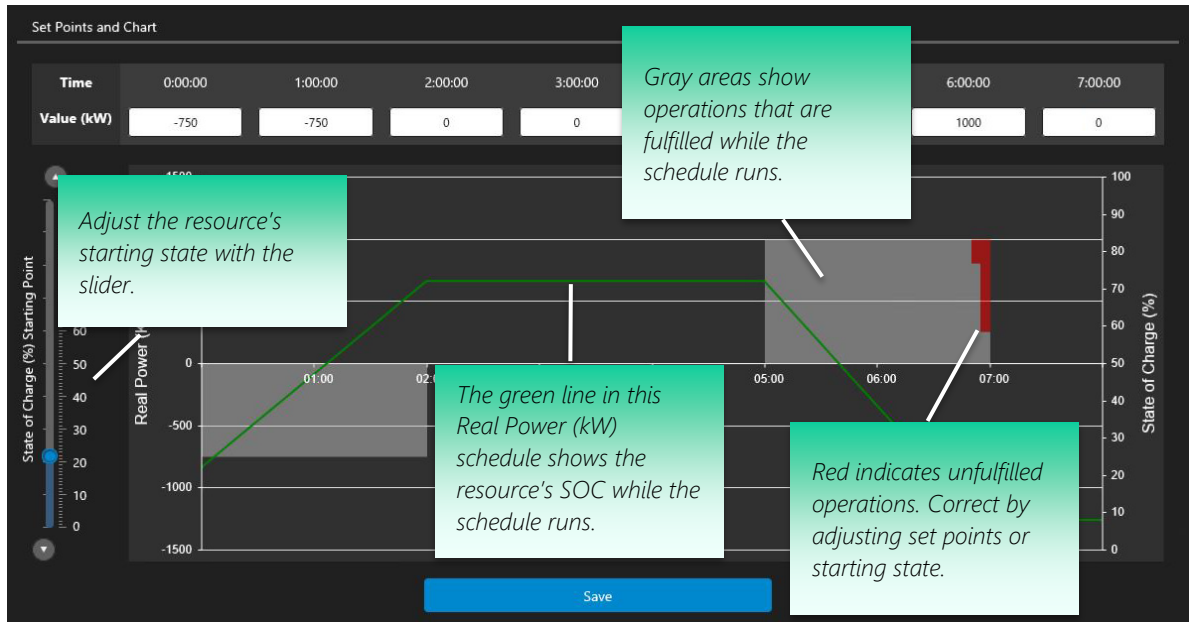 Set Points and Chart
Time 0:00:00 1:00:00 2:00:00 3:00:00 6:00:00 7:00:00
Value (kW) -750 -750 0 0 1000 0
Gray areas show
operations that are
fulfilled while the
schedule runs.
Adjust the resource's
starting state with the
slider.
State of Charge (%) Starting Point
60
50
40
30
20
10
0
Real Power
0
-500
-1000
-1500
01:00
05:00
06:00
07:00
100
90
80
70
60
50
40
30
20
10
0
State of Charge (%)
The green line in this
Real Power (kW)
schedule shows the
resource's SOC while the
schedule runs.
Red indicates unfulfilled
operations. Correct by
adjusting set points or
starting state.
Save